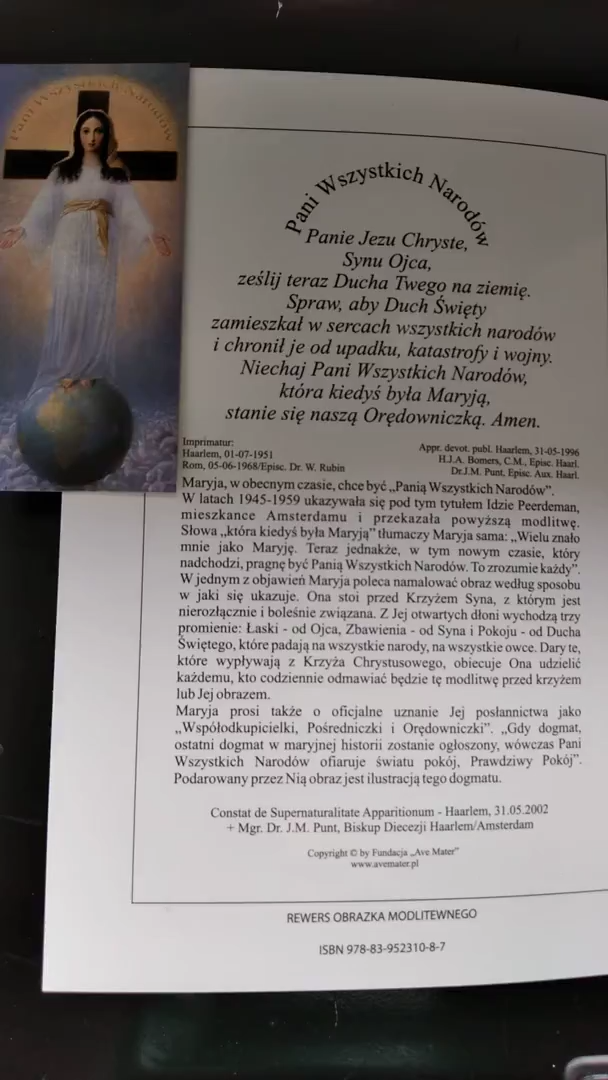 Pani Wszystkich Narodów
Pani Wszystkich Narodów
Panie Jezu Chryste,
Synu Ojca,
ześlij teraz Ducha Twego na ziemię.
Spraw, aby Duch Święty
zamieszkał w sercach wszystkich narodów
i chronił je od upadku, katastrofy i wojny.
Niechaj Pani Wszystkich Narodów,
która kiedyś była Maryją,
stanie się naszą Orędowniczką. Amen.
Imprimatur:
Haarlem, 01-07-1951
Rom, 05-06-1968/Episc. Dr. W. Rubin
Appr. devot. publ. Haarlem, 31-05-1996
H.J.A. Bomers, C.M., Episc. Haarl.
Dr.J.M. Punt, Episc. Aux. Haarl.
Maryja, w obecnym czasie, chce być „Panią Wszystkich Narodów”.
W latach 1945-1959 ukazywała się pod tym tytułem Idzie Peerdeman,
mieszkance Amsterdamu i przekazała powyższą modlitwę.
Słowa „która kiedyś była Maryją” tłumaczy Maryja sama: „Wielu znało
mnie jako Maryję. Teraz jednakże, w tym nowym czasie, który
nadchodzi, pragnę być Panią Wszystkich Narodów. To zrozumie każdy”.
W jednym z objawień Maryja poleca namalować obraz według sposobu
w jaki się ukazuje. Ona stoi przed Krzyżem Syna, z którym jest
nierozłącznie i boleśnie związana. Z Jej otwartych dłoni wychodzą trzy
promienie: Łaski - od Ojca, Zbawienia - od Syna i Pokoju - od Ducha
Świętego, które padają na wszystkie narody, na wszystkie owce. Dary te,
które wypływają z Krzyża Chrystusowego, obiecuje Ona udzielić
każdemu, kto codziennie odmawiać będzie tę modlitwę przed krzyżem
lub Jej obrazem.
Maryja prosi także o oficjalne uznanie Jej posłannictwa jako
„Współodkupicielki, Pośredniczki i Orędowniczki”. „Gdy dogmat,
ostatni dogmat w maryjnej historii zostanie ogłoszony, wówczas Pani
Wszystkich Narodów ofiaruje światu pokój, Prawdziwy Pokój”.
Podarowany przez Nią obraz jest ilustracją tego dogmatu.
Constat de Supernaturalitate Apparitionum - Haarlem, 31.05.2002
+ Mgr. Dr. J.M. Punt, Biskup Diecezji Haarlem/Amsterdam
Copyright © by Fundacja „Ave Mater”
www.avemater.pl
REWERS OBRAZKA MODLITEWNEGO
ISBN 978-83-952310-8-7